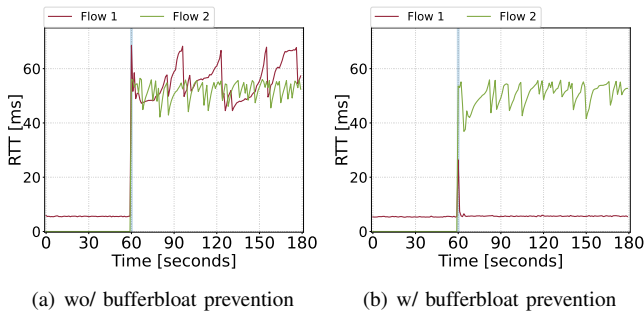 Flow 1 Flow 2
60
40
20
0
RTT [ms]
0 30 60 90 120 150 180
Time [seconds]
(a) wo/ bufferbloat prevention
Flow 1 Flow 2
60
40
20
0
RTT [ms]
0 30 60 90 120 150 180
Time [seconds]
(b) w/ bufferbloat prevention